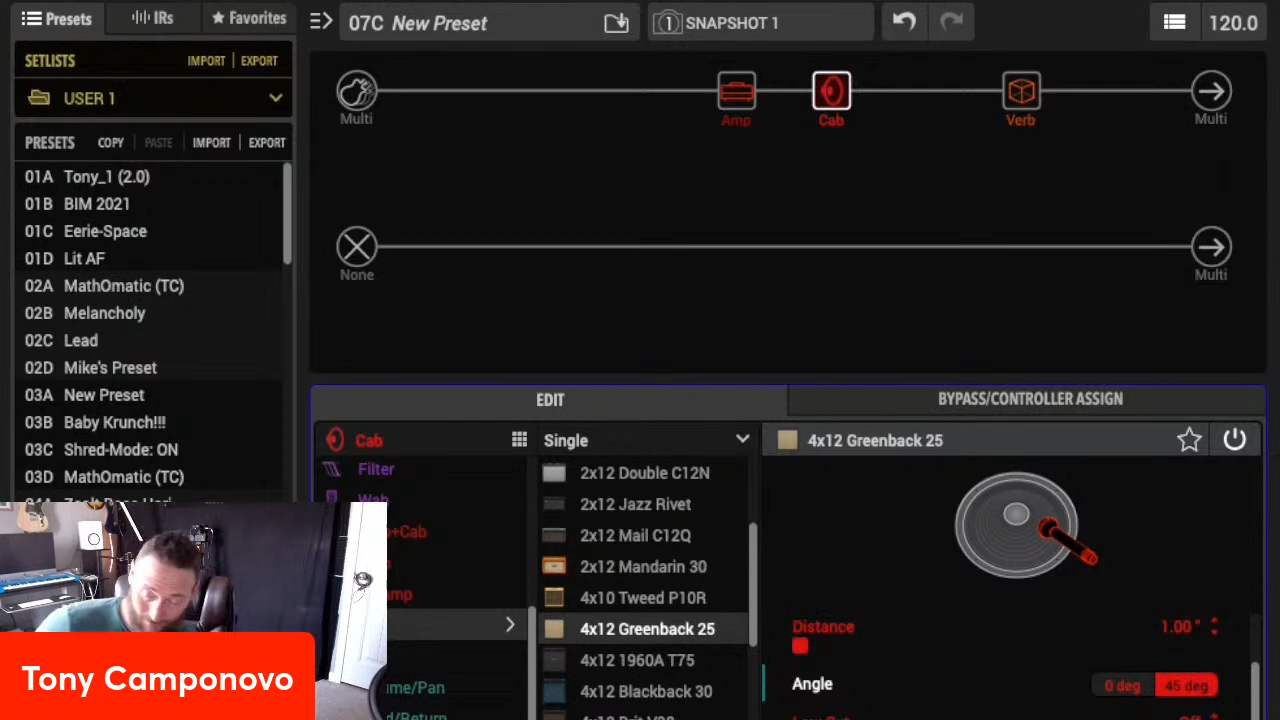 Presets
IRs
Favorites
07C New Preset
1
SNAPSHOT 1
120.0
SETLISTS
IMPORT
EXPORT
USER 1
PRESETS
COPY
PASTE
IMPORT
EXPORT
01A Tony_1 (2.0)
01B BIM 2021
01C Eerie-Space
01D Lit AF
02A MathOmatic (TC)
02B Melancholy
02C Lead
02D Mike's Preset
03A New Preset
03B Baby Krunch!!!
03C Shred-Mode: ON
03D MathOmatic (TC)
Multi
Amp
Cab
Verb
Multi
None
Multi
EDIT
BYPASS/CONTROLLER ASSIGN
Cab
Filter
Wah
+Cab
Single
2x12 Double C12N
2x12 Jazz Rivet
2x12 Mail C12Q
2x12 Mandarin 30
4x10 Tweed P10R
4x12 Greenback 25
4x12 1960A T75
4x12 Blackback 30
4x12 Greenback 25
Distance
1.00 "
Angle
0 deg
45 deg
Tony Camponovo